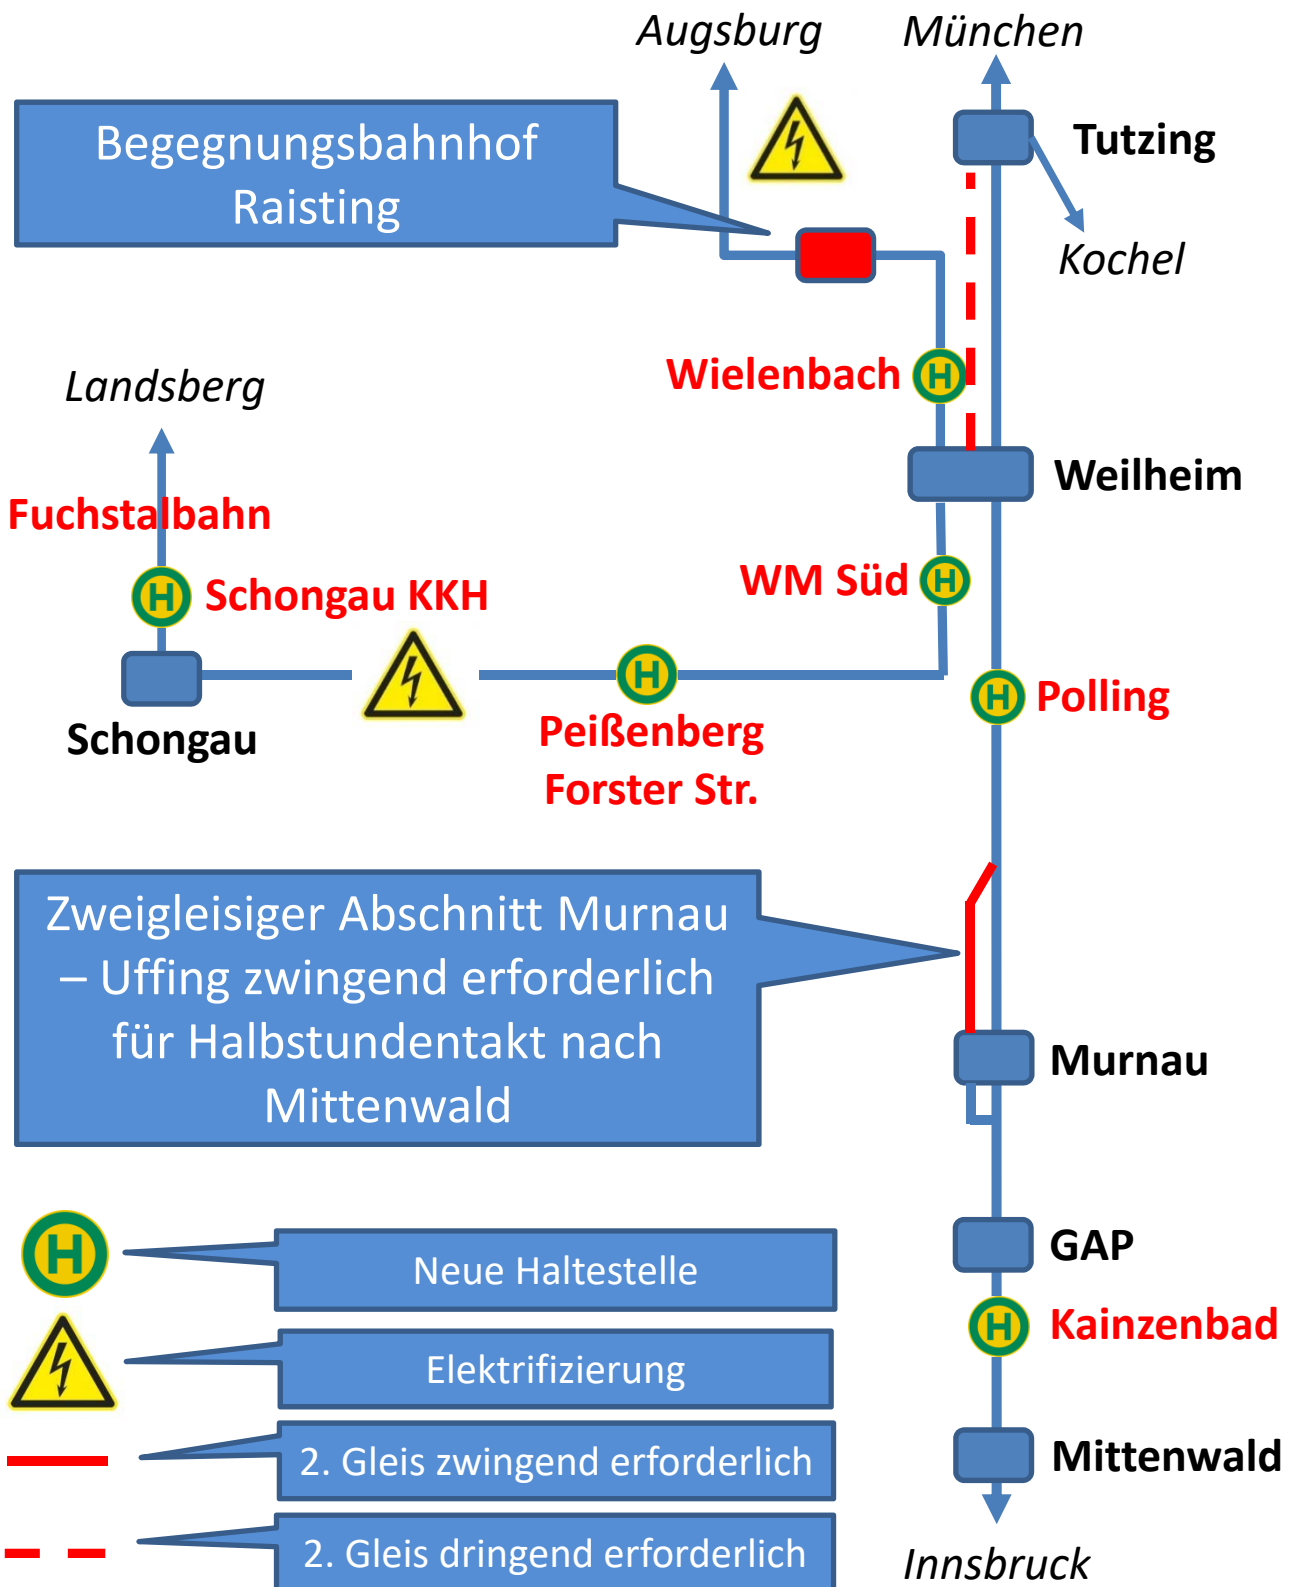 Augsburg
München
Begegnungsbahnhof
Raisting
Tutzing
Kochel
Wielenbach
H
Landsberg
Weilheim
Fuchstalbahn
WM Süd
H
H
Schongau KKH
H
H
Polling
Schongau
Peißenberg
Forster Str.
Zweigleisiger Abschnitt Murnau
– Uffing zwingend erforderlich
für Halbstundentakt nach
Mittenwald
Murnau
GAP
H
Neue Haltestelle
H
Kainzenbad
Elektrifizierung
2. Gleis zwingend erforderlich
Mittenwald
2. Gleis dringend erforderlich
Innsbruck